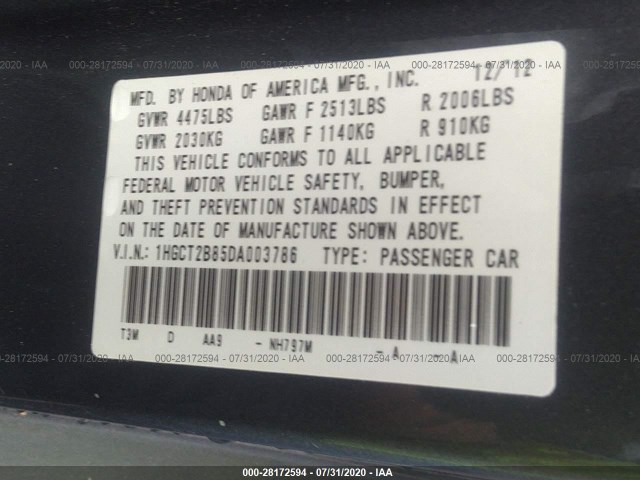 000-28172594 - 07/31/2020 - IAA 000-28172594 - 07/31/2020 - IAA 000-28172594 - 07/31/2020 - IAA
MFD. BY HONDA OF AMERICA MFG., INC. 12/12
GVWR 4475LBS GAWR F 2513LBS R 2006LBS
GVWR 2030KG GAWR F 1140KG R 910KG
THIS VEHICLE CONFORMS TO ALL APPLICABLE
FEDERAL MOTOR VEHICLE SAFETY, BUMPER,
AND THEFT PREVENTION STANDARDS IN EFFECT
ON THE DATE OF MANUFACTURE SHOWN ABOVE.
V.I.N.: 1HGCT2B85DA003786 TYPE: PASSENGER CAR
T3M D AA9 - NH797M - A - A
000-28172594 - 07/31/2020 - IAA 000-28172594 - 07/31/2020 - IAA 000-28172594 - 07/31/2020 - IAA
000-28172594 - 07/31/2020 - IAA